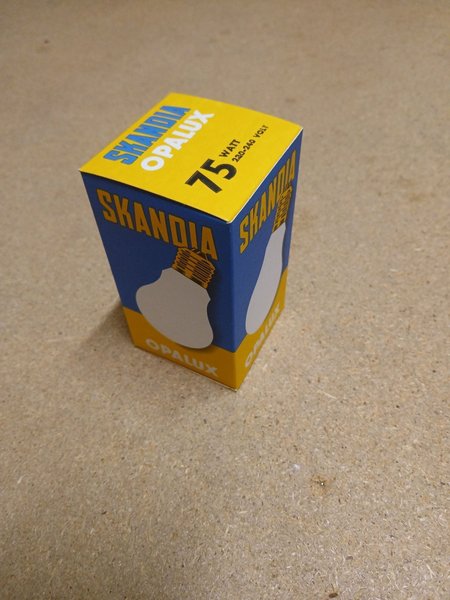 SKANDIA
OPALUX
75 WATT
220-240 VOLT
SKANDIA
OPALUX
SKANDIA
OPALUX